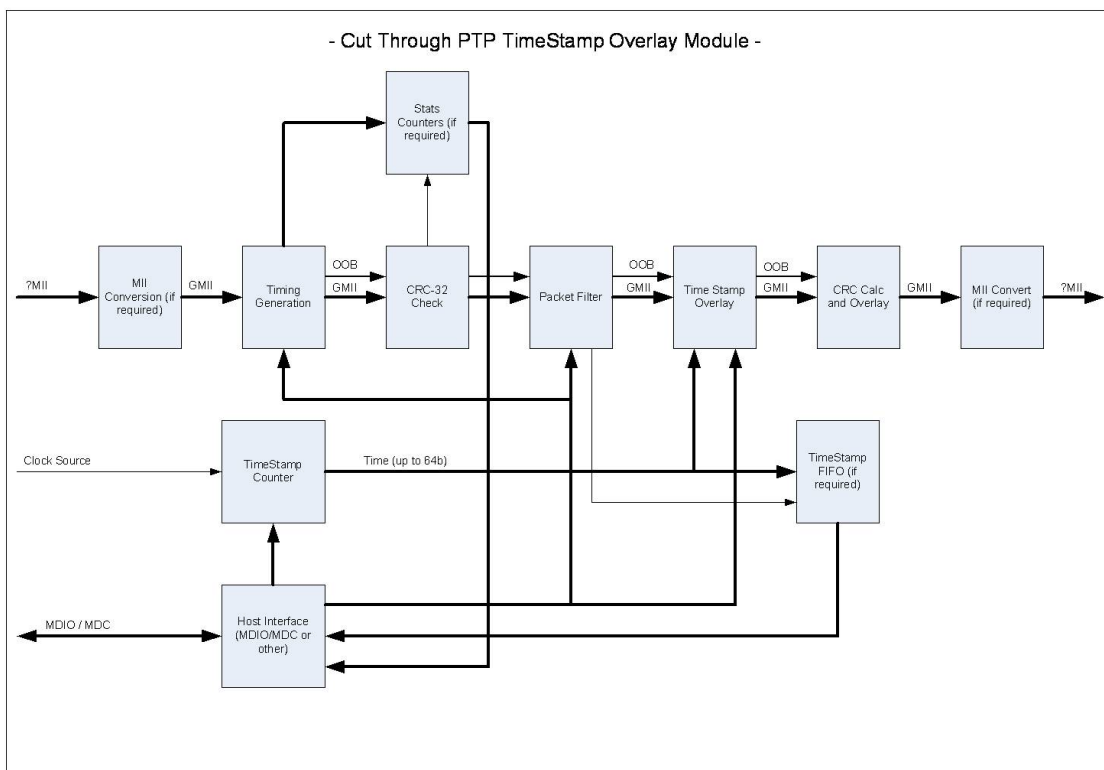 - Cut Through PTP TimeStamp Overlay Module -
Stats
Counters (if
required)
?MII
MII
Conversion (if
required)
GMII
Timing
Generation
OOB
GMII
CRC-32
Check
Packet Filter
OOB
GMII
Time Stamp
Overlay
OOB
GMII
CRC Calc
and Overlay
GMII
MII Convert
(if required)
?MII
Clock Source
TimeStamp
Counter
Time (up to 64b)
TimeStamp
FIFO (if
required)
MDIO / MDC
Host Interface
(MDIO/MDC or
other)